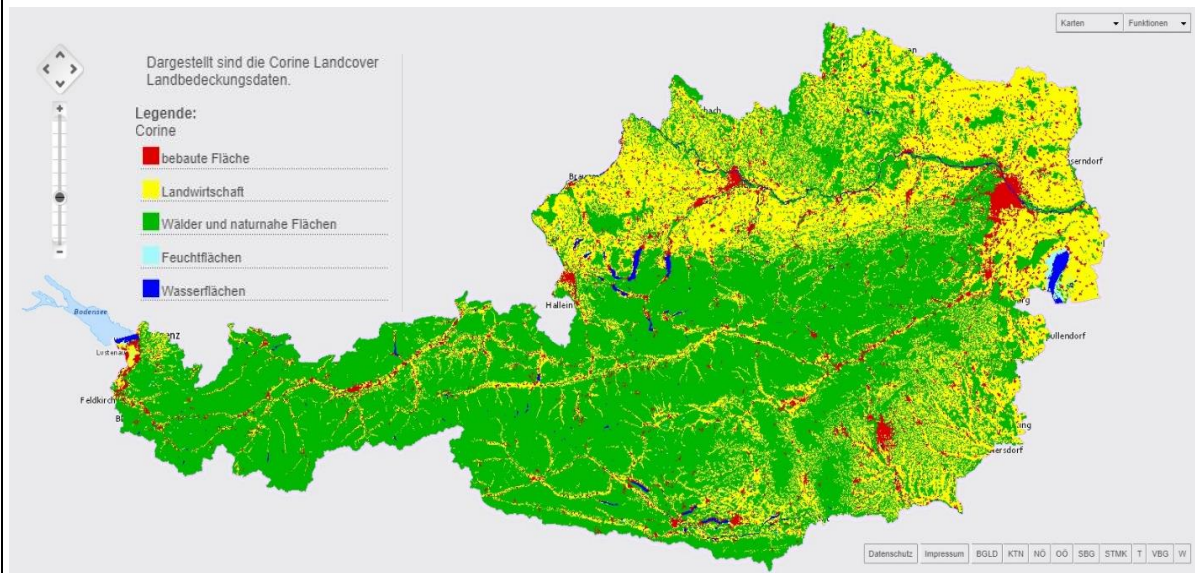 Karten
Funktionen
Dargestellt sind die Corine Landcover
Landbedeckungsdaten.
Legende:
Corine
bebaute Fläche
Landwirtschaft
Wälder und naturnahe Flächen
Feuchtflächen
Wasserflächen
Bodensee
Lustenau
Feldkirch
Hallein
Datenschutz
Impressum
BGLD
KTN
NÖ
OÖ
SBG
STMK
T
VBG
W